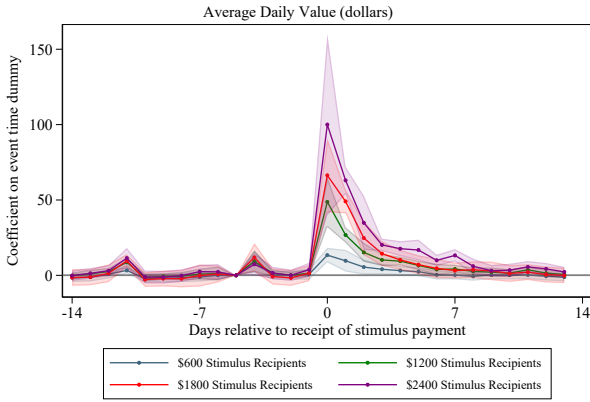 Average Daily Value (dollars)
Coefficient on event time dummy
150
100
50
0
-14
-7
0
7
14
Days relative to receipt of stimulus payment
$600 Stimulus Recipients
$1200 Stimulus Recipients
$1800 Stimulus Recipients
$2400 Stimulus Recipients